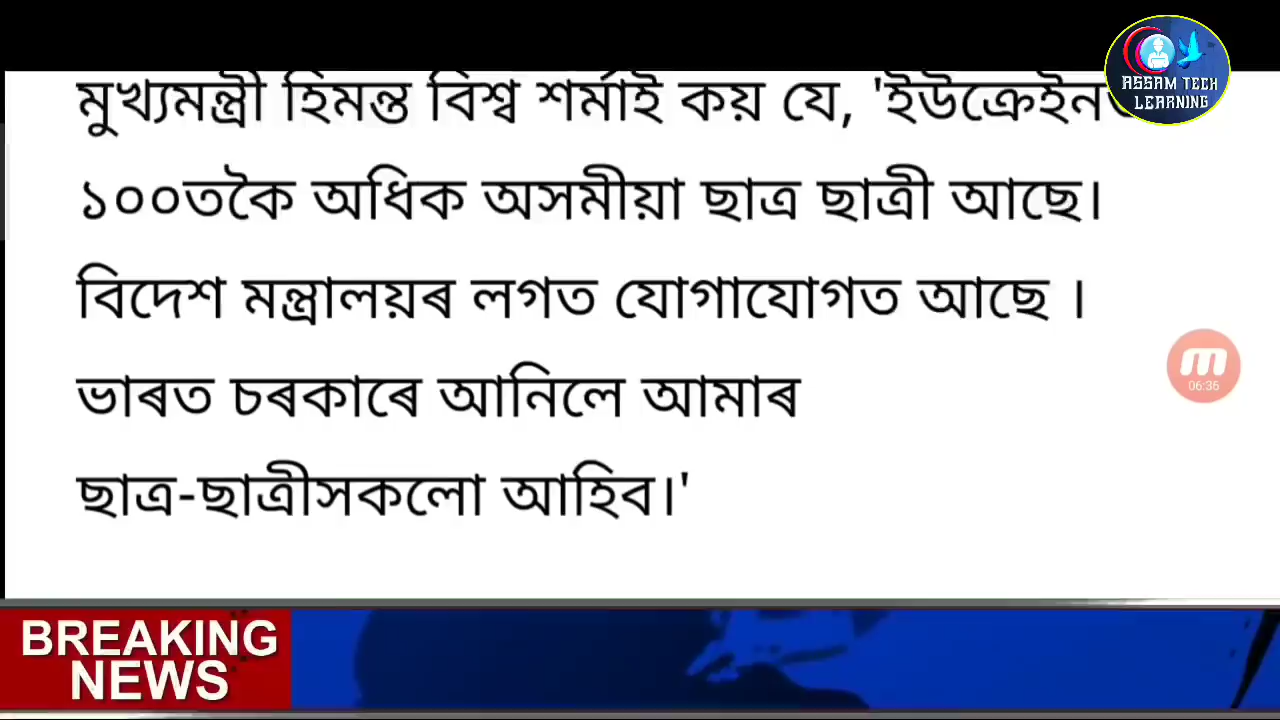 মুখ্যমন্ত্ৰী হিমন্ত বিশ্ব শৰ্মাই কয় যে, 'ইউক্ৰেইনত
১০০তকৈ অধিক অসমীয়া ছাত্ৰ ছাত্ৰী আছে।
বিদেশ মন্ত্ৰালয়ৰ লগত যোগাযোগত আছে ।
ভাৰত চৰকাৰে আনিলে আমাৰ
ছাত্ৰ-ছাত্ৰীসকলো আহিব।'
ASSAM TECH
LEARNING
06:36
BREAKING
NEWS